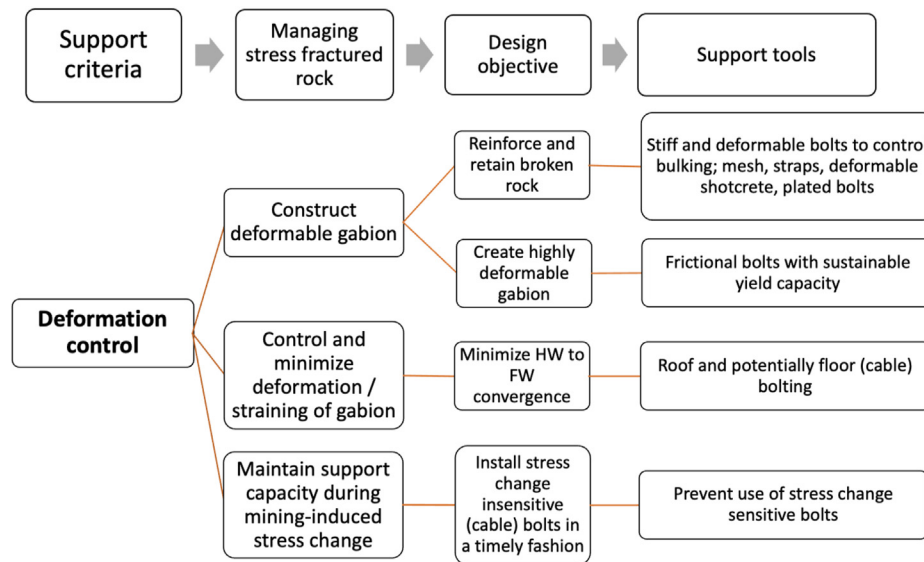 Support
criteria
Managing
stress fractured
rock
Design
objective
Support tools
Deformation
control
Construct
deformable gabion
Reinforce and
retain broken
rock
Stiff and deformable bolts to control
bulking; mesh, straps, deformable
shotcrete, plated bolts
Create highly
deformable
gabion
Frictional bolts with sustainable
yield capacity
Control and
minimize
deformation /
straining of gabion
Minimize HW to
FW
convergence
Roof and potentially floor (cable)
bolting
Maintain support
capacity during
mining-induced
stress change
Install stress
change
insensitive
(cable) bolts in
a timely fashion
Prevent use of stress change
sensitive bolts